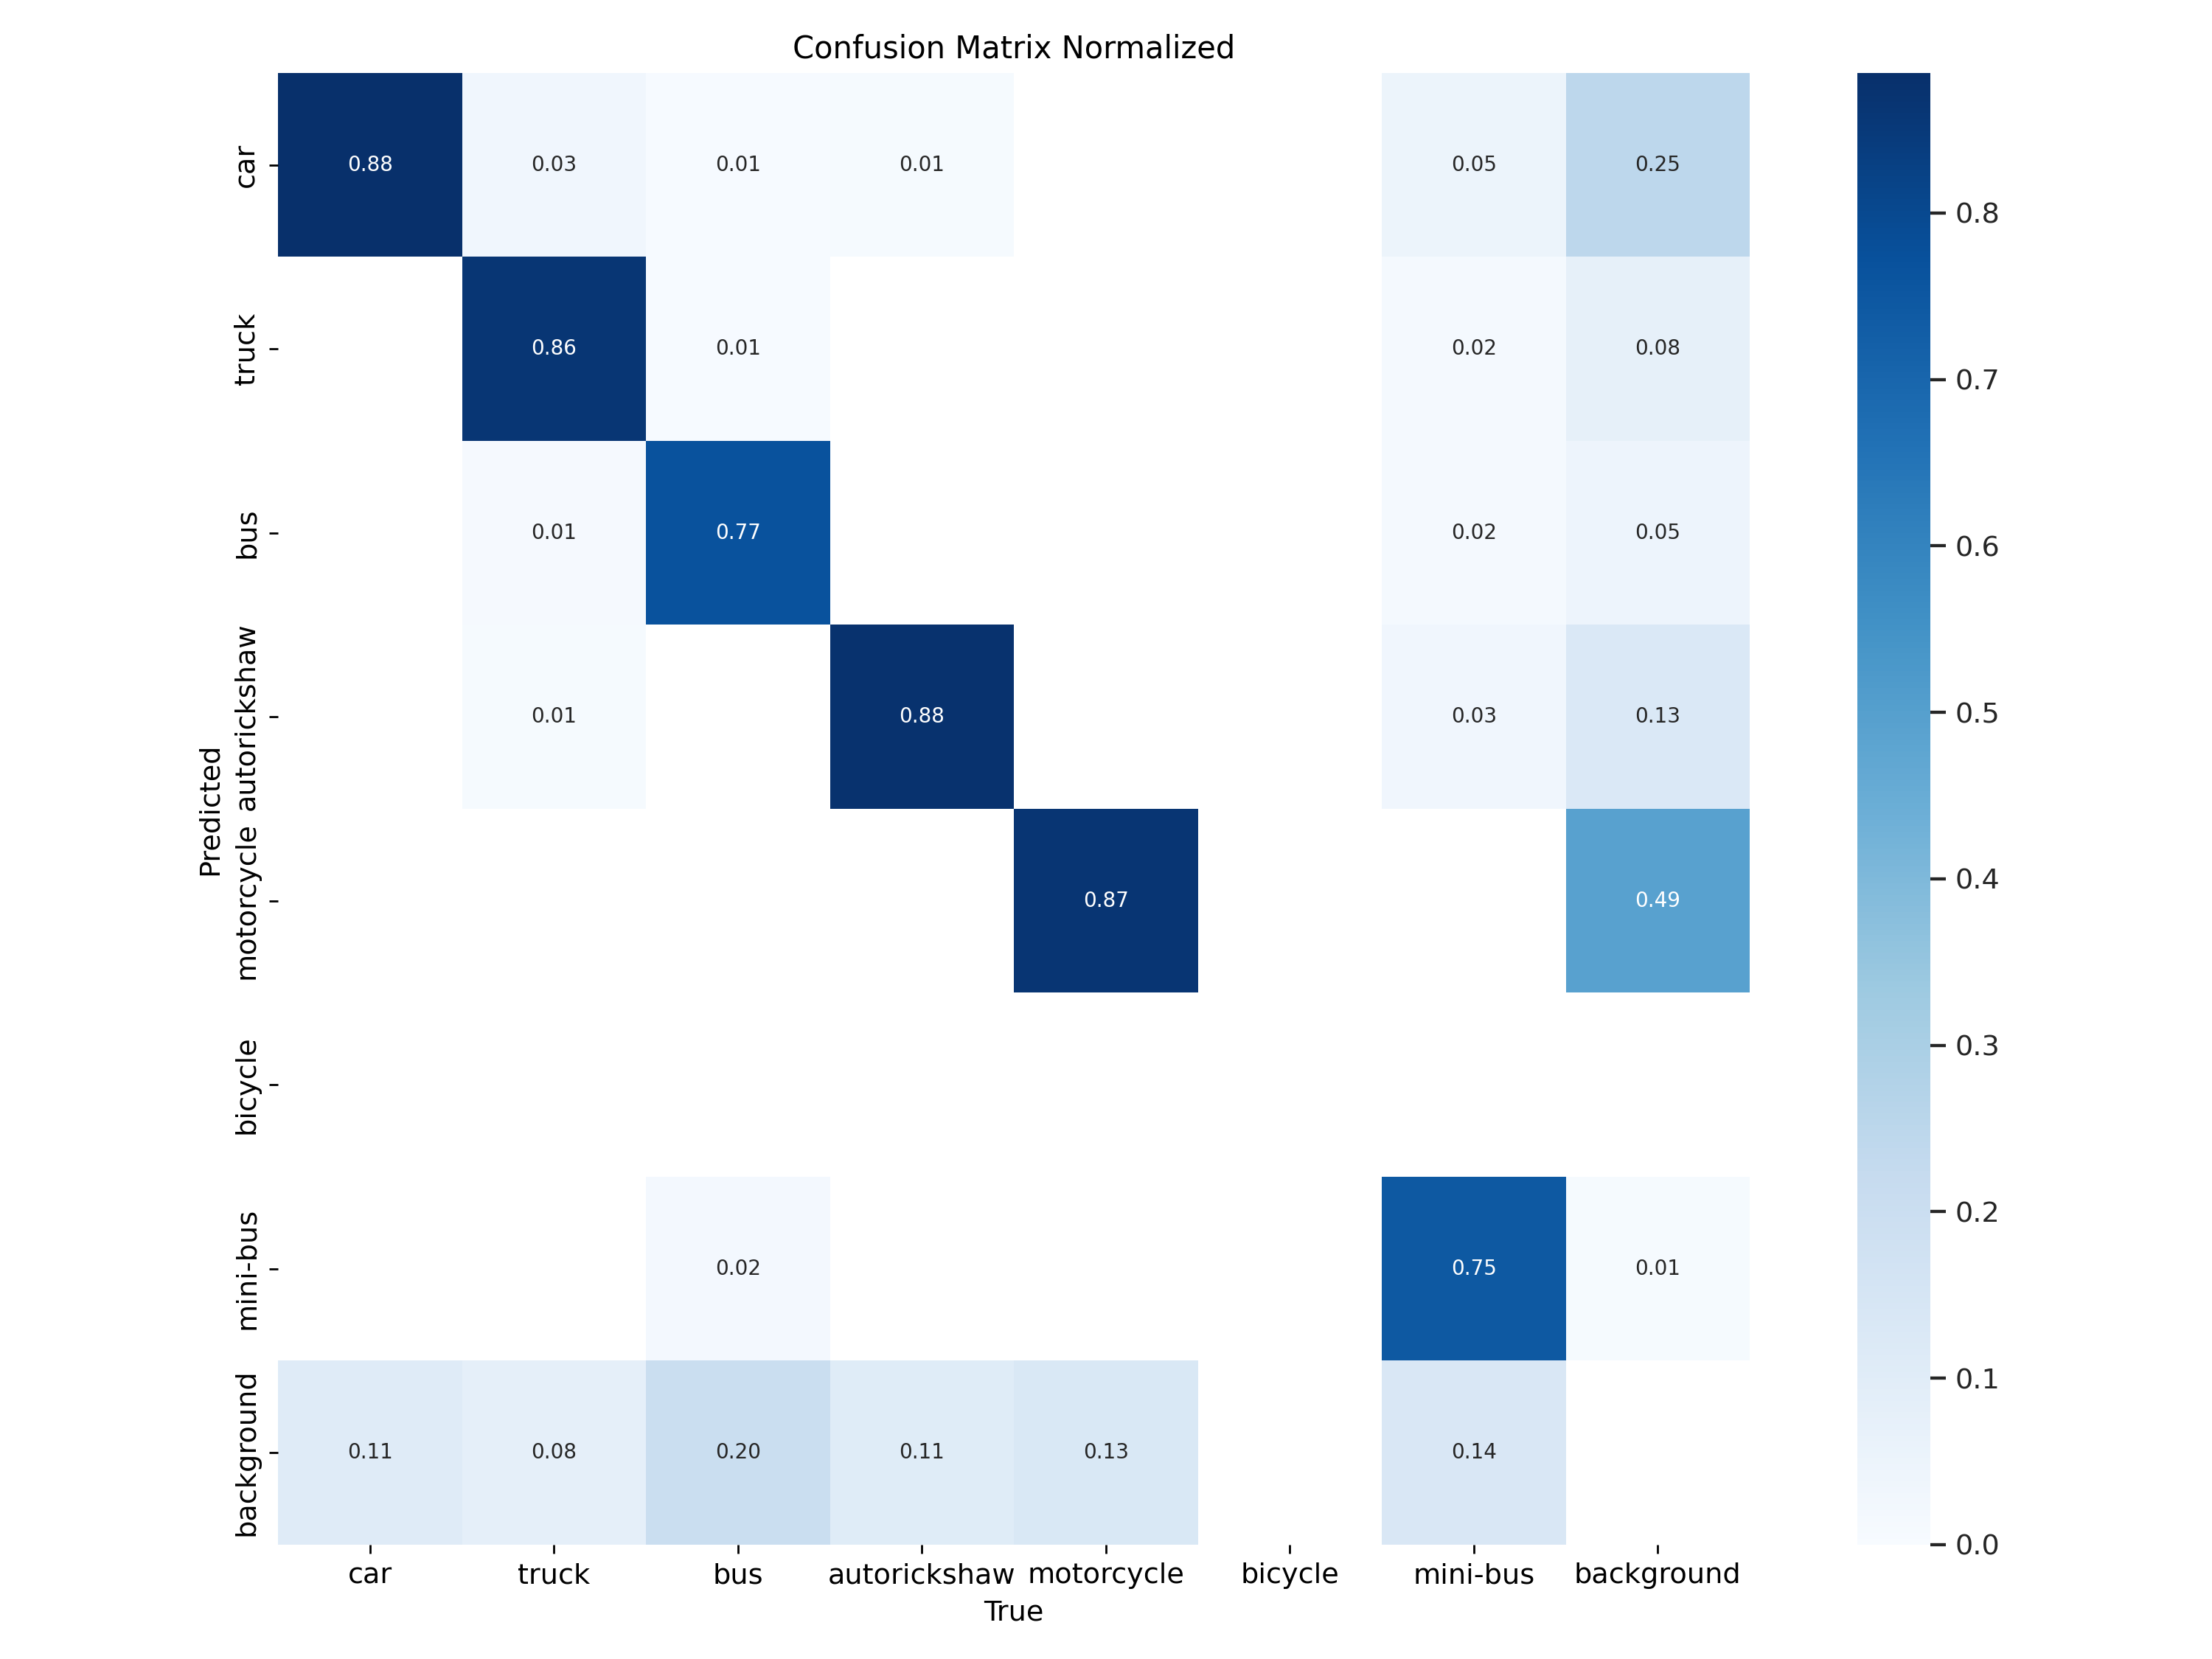 Confusion Matrix Normalized
Predicted
car
0.88
0.03
0.01
0.01
0.05
0.25
truck
0.86
0.01
0.02
0.08
bus
0.01
0.77
0.02
0.05
autorickshaw
0.01
0.88
0.03
0.13
motorcycle
0.87
0.49
bicycle
mini-bus
0.02
0.75
0.01
background
0.11
0.08
0.20
0.11
0.13
0.14
car
truck
bus
autorickshaw
motorcycle
bicycle
mini-bus
background
True
0.8
0.7
0.6
0.5
0.4
0.3
0.2
0.1
0.0